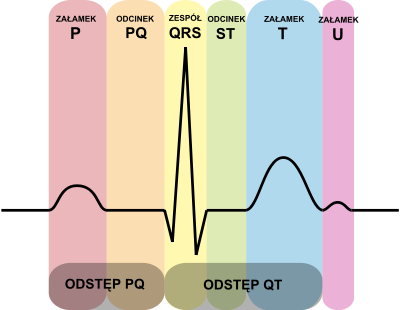 ZAŁAMEK
P
ODCINEK
PQ
ZESPÓŁ
QRS
ODCINEK
ST
ZAŁAMEK
T
ZAŁAMEK
U
ODSTĘP PQ
ODSTĘP QT